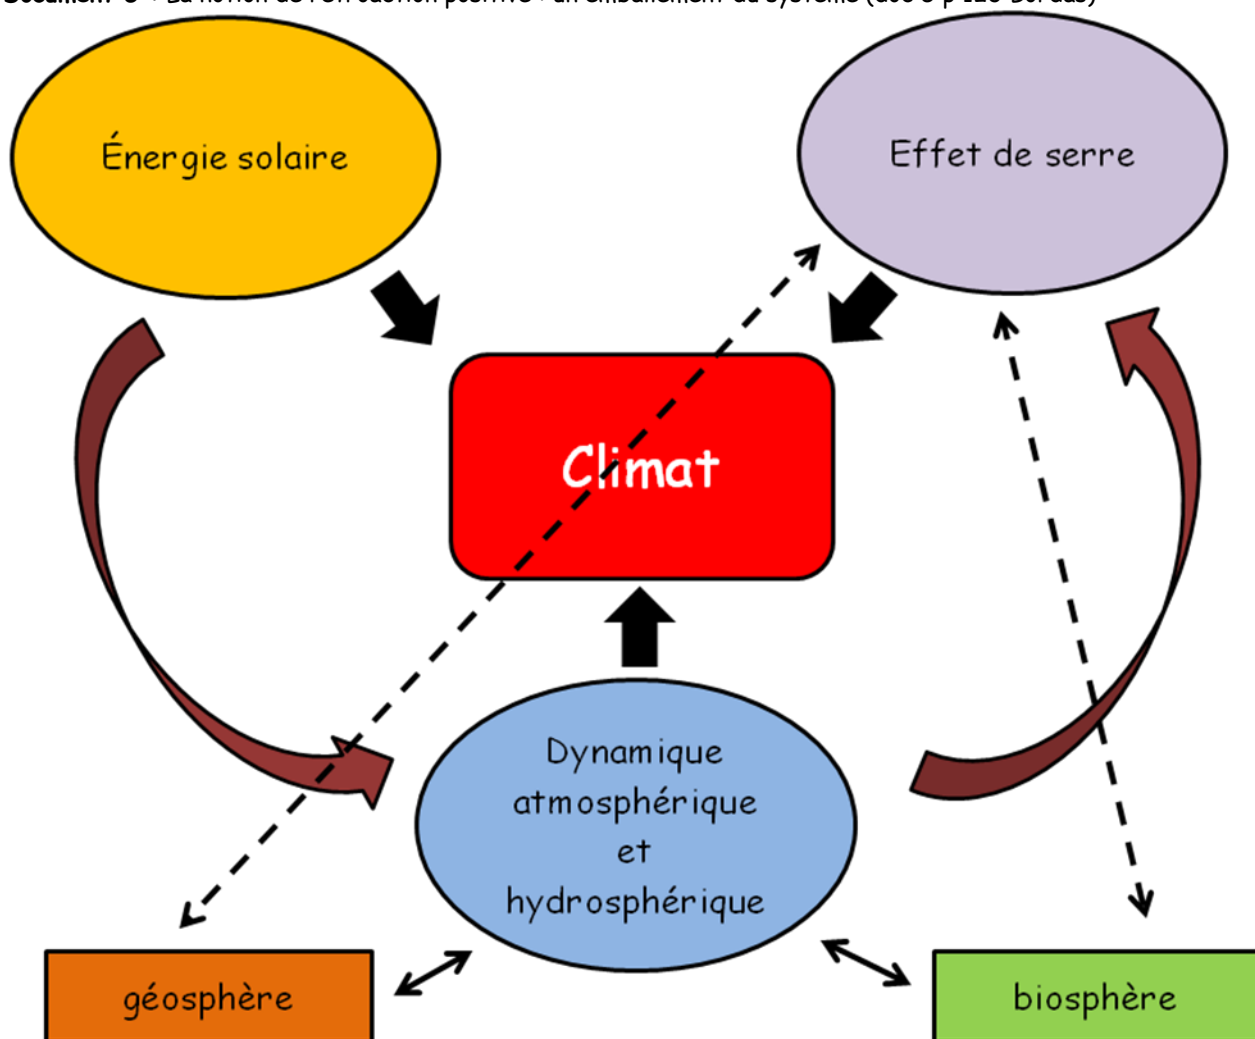 Énergie solaire
Effet de serre
Climat
Dynamique
atmosphérique
et
hydrosphérique
géosphère
biosphère